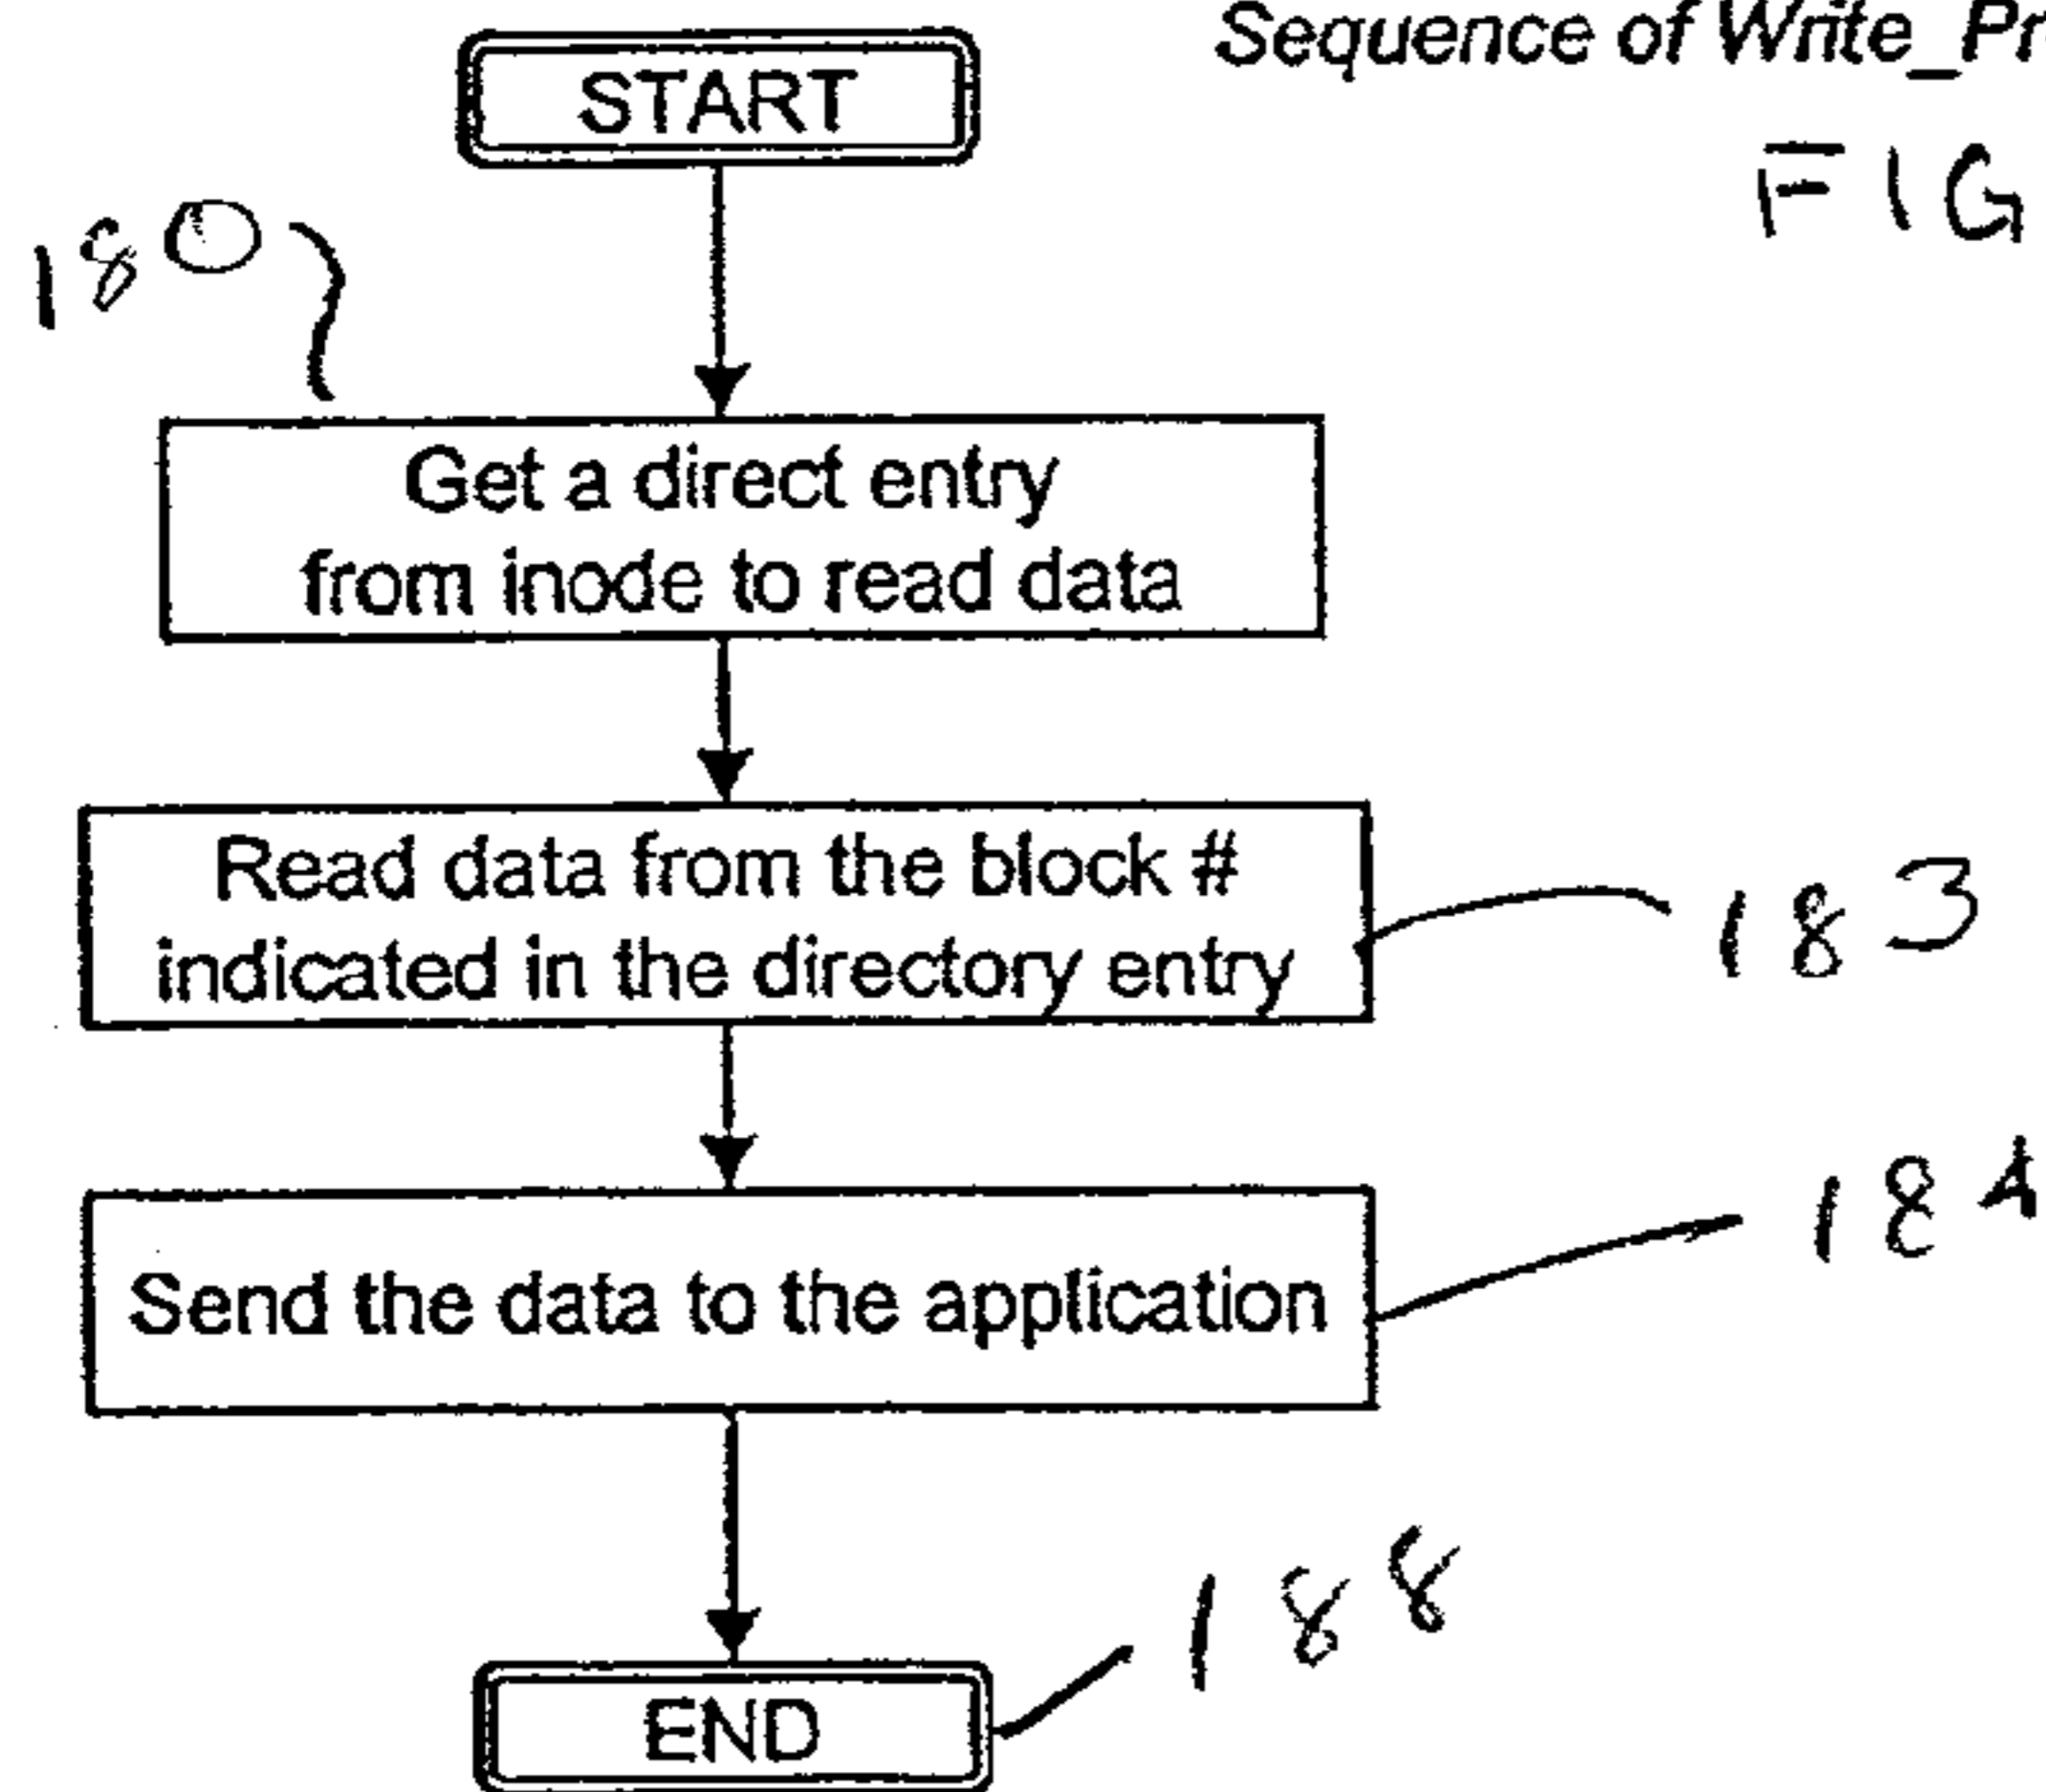 Sequence of Write_Pr
START
FIG
180
Get a direct entry
from inode to read data
Read data from the block #
indicated in the directory entry
183
184
Send the data to the application
188
END